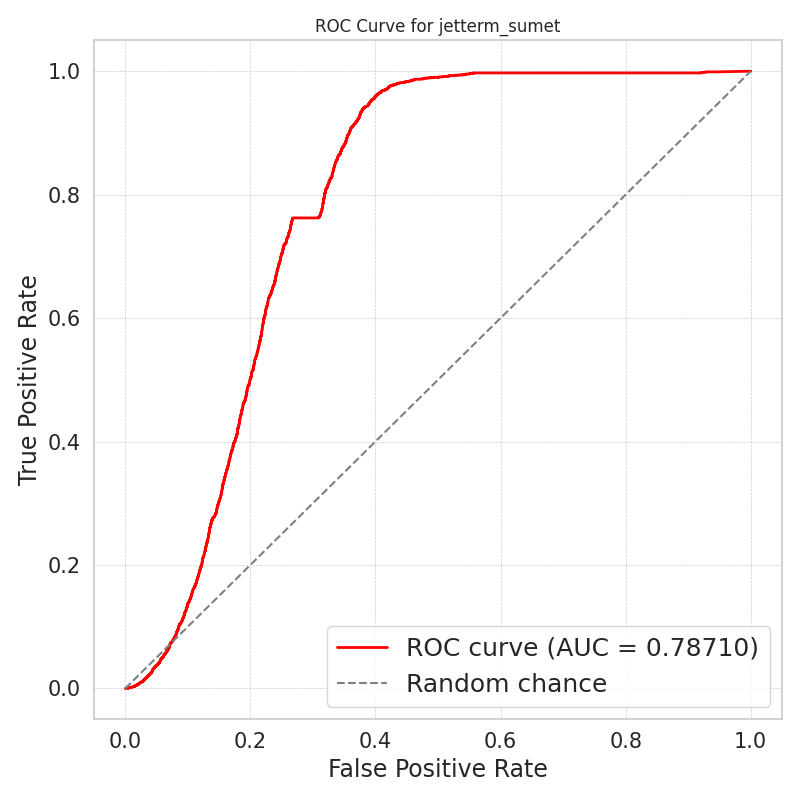 ROC Curve for jetterm_sumet
1.0
0.8
0.6
0.4
0.2
0.0
True Positive Rate
ROC curve (AUC = 0.78710)
Random chance
0.0 0.2 0.4 0.6 0.8 1.0
False Positive Rate